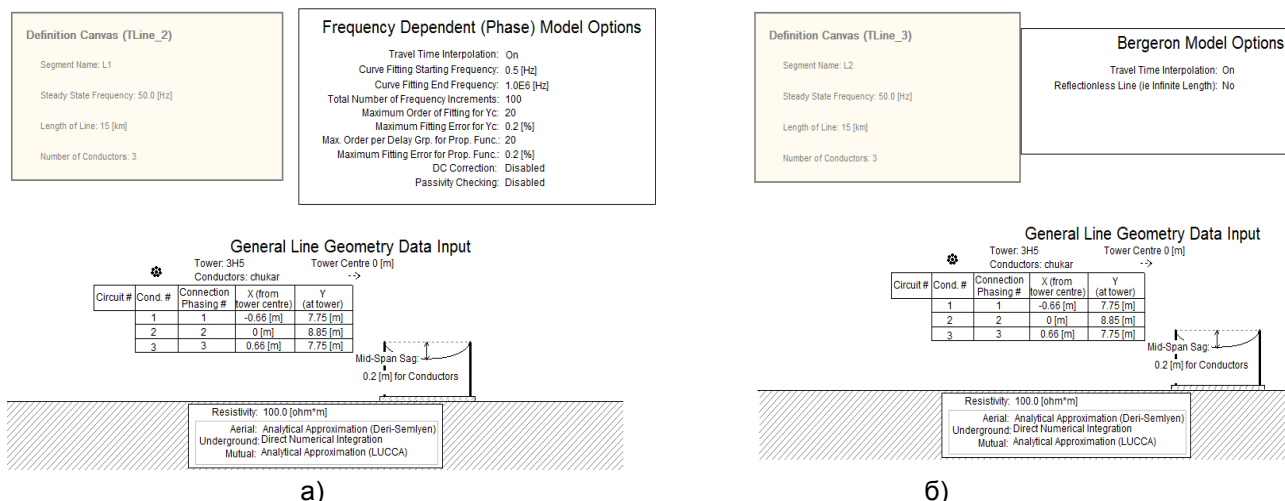 Definition Canvas (TLine_2)
Segment Name: L1
Steady State Frequency: 50.0 [Hz]
Length of Line: 15 [km]
Number of Conductors: 3
Frequency Dependent (Phase) Model Options
Travel Time Interpolation: On
Curve Fitting Starting Frequency: 0.5 [Hz]
Curve Fitting End Frequency: 1.0E6 [Hz]
Total Number of Frequency Increments: 100
Maximum Order of Fitting for Yc: 20
Maximum Fitting Error for Yc: 0.2 [%]
Max. Order per Delay Grp. for Prop. Func.: 20
Maximum Fitting Error for Prop. Func.: 0.2 [%]
DC Correction: Disabled
Passivity Checking: Disabled
General Line Geometry Data Input
Tower: 3H5 Tower Centre 0 [m]
Conductors: chukar
Circuit # Cond. # Connection Phasing # X (from tower centre) Y (at tower)
1 1 -0.66 [m] 7.75 [m]
2 2 0 [m] 8.85 [m]
3 3 0.66 [m] 7.75 [m]
Mid-Span Sag:
0.2 [m] for Conductors
Resistivity: 100.0 [ohm*m]
Aerial: Analytical Approximation (Deri-Semlyen)
Underground: Direct Numerical Integration
Mutual: Analytical Approximation (LUCCA)
а)
Definition Canvas (TLine_3)
Segment Name: L2
Steady State Frequency: 50.0 [Hz]
Length of Line: 15 [km]
Number of Conductors: 3
Bergeron Model Options
Travel Time Interpolation: On
Reflectionless Line (ie Infinite Length): No
General Line Geometry Data Input
Tower: 3H5 Tower Centre 0 [m]
Conductors: chukar
Circuit # Cond. # Connection Phasing # X (from tower centre) Y (at tower)
1 1 -0.66 [m] 7.75 [m]
2 2 0 [m] 8.85 [m]
3 3 0.66 [m] 7.75 [m]
Mid-Span Sag:
0.2 [m] for Conductors
Resistivity: 100.0 [ohm*m]
Aerial: Analytical Approximation (Deri-Semlyen)
Underground: Direct Numerical Integration
Mutual: Analytical Approximation (LUCCA)
б)